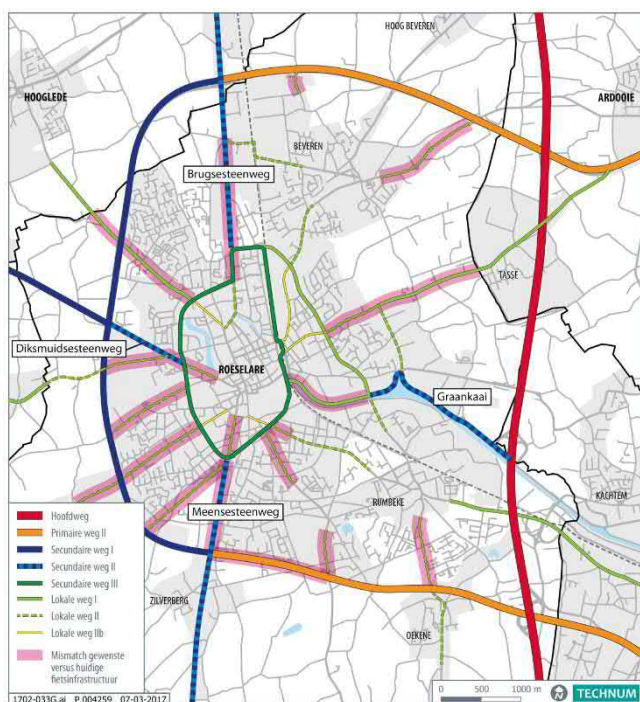 HOOG BEVEREN
HOOGLEDE
ARDOOIE
BEVEREN
Brugsesteenweg
TASSE
Diksmuidsesteenweg
ROESELARE
Graankaai
Meensesteenweg
RUMBEKE
KACHTEM
ZILVERBERG
OEKENE
Hoofdweg
Primaire weg II
Secundaire weg I
Secundaire weg II
Secundaire weg III
Lokale weg I
Lokale weg II
Lokale weg IIb
Mismatch gewenste
versus huidige
fietsinfrastructuur
1702-033G.ai P.004259 07-03-2017
0 500 1000 m
N
TECHNUM